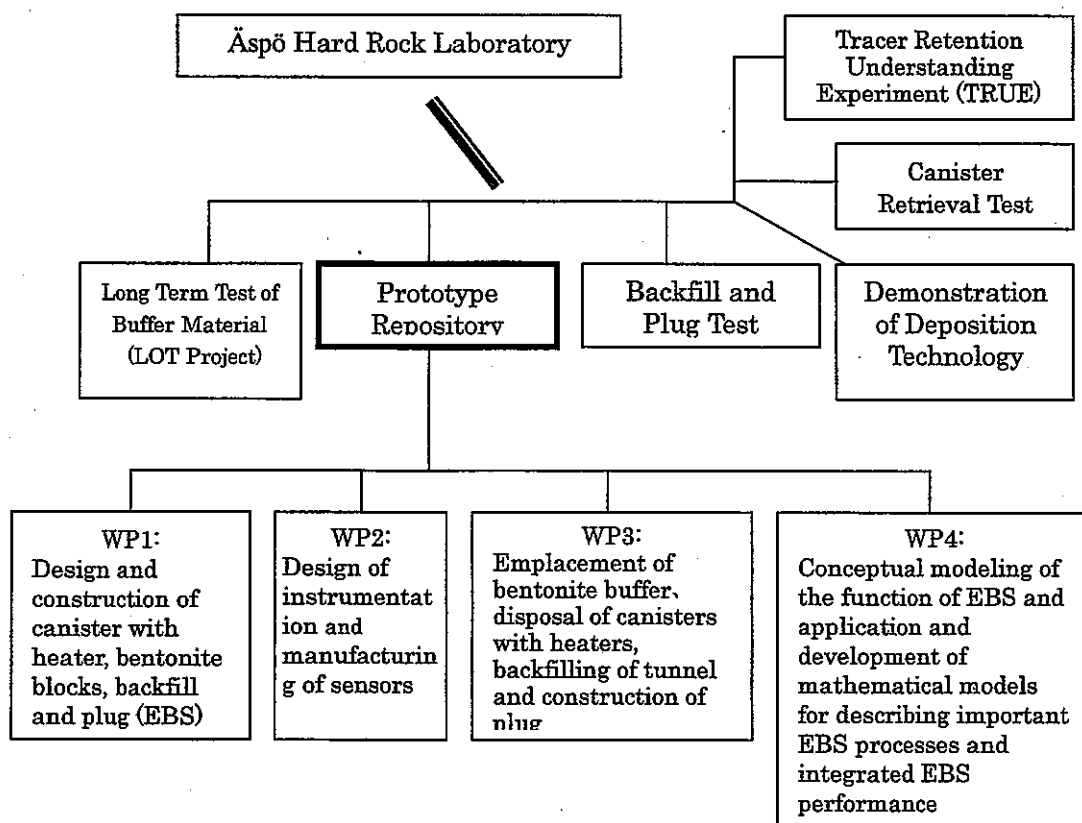 Äspö Hard Rock Laboratory
Tracer Retention
Understanding
Experiment (TRUE)
Canister
Retrieval Test
Long Term Test of
Buffer Material
(LOT Project)
Prototype
Repository
Backfill and
Plug Test
Demonstration
of Deposition
Technology
WP1:
Design and
construction of
canister with
heater, bentonite
blocks, backfill
and plug (EBS)
WP2:
Design of
instrumentat
ion and
manufacturin
g of sensors
WP3:
Emplacement of
bentonite buffer、
disposal of canisters
with heaters,
backfilling of tunnel
and construction of
plug
WP4:
Conceptual modeling of
the function of EBS and
application and
development of
mathematical models
for describing important
EBS processes and
integrated EBS
performance